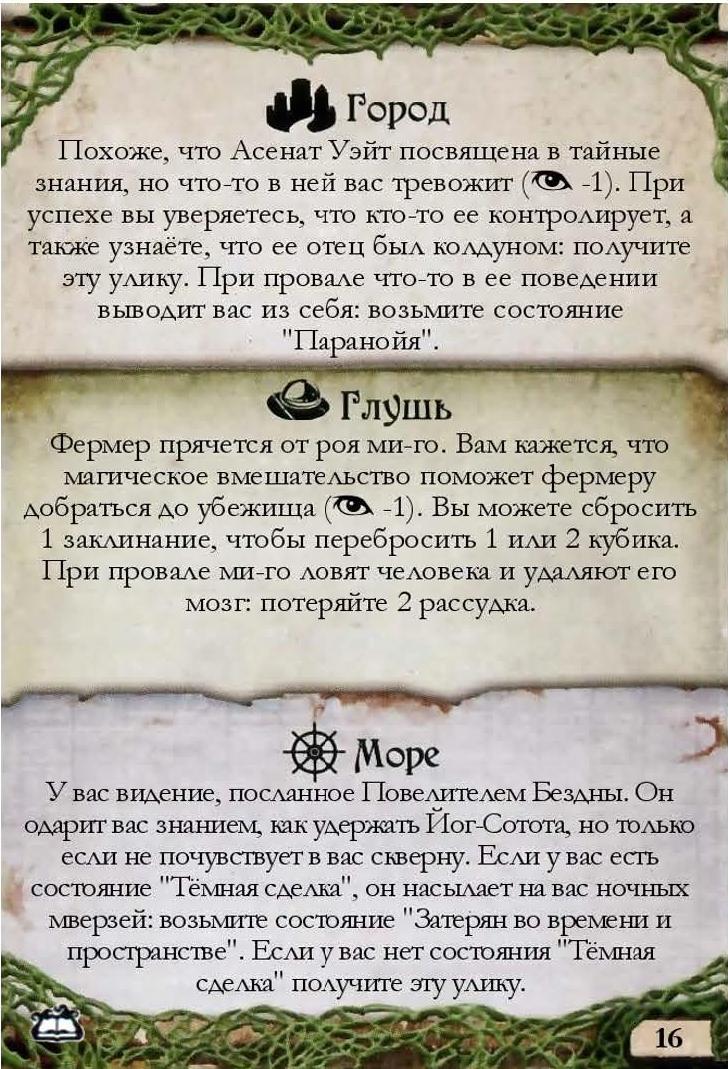 Город
Похоже, что Асенат Уэйт посвящена в тайные
знания, но что-то в ней вас тревожит ( -1). При
успехе вы уверяетесь, что кто-то ее контролирует, а
также узнаёте, что ее отец был колдуном: получите
эту улику. При провале что-то в ее поведении
выводит вас из себя: возьмите состояние
"Паранойя".
Глушь
Фермер прячется от роя ми-го. Вам кажется, что
магическое вмешательство поможет фермеру
добраться до убежища ( -1). Вы можете сбросить
1 заклинание, чтобы перебросить 1 или 2 кубика.
При провале ми-го ловят человека и удаляют его
мозг: потеряйте 2 рассудка.
Море
У вас видение, посланное Повелителем Бездны. Он
одарит вас знанием, как удержать Йог-Сотота, но только
если не почувствует в вас скверну. Если у вас есть
состояние "Тёмная сделка", он насылает на вас ночных
мверзей: возьмите состояние "Затерян во времени и
пространстве". Если у вас нет состояния "Тёмная
сделка" получите эту улику.
16